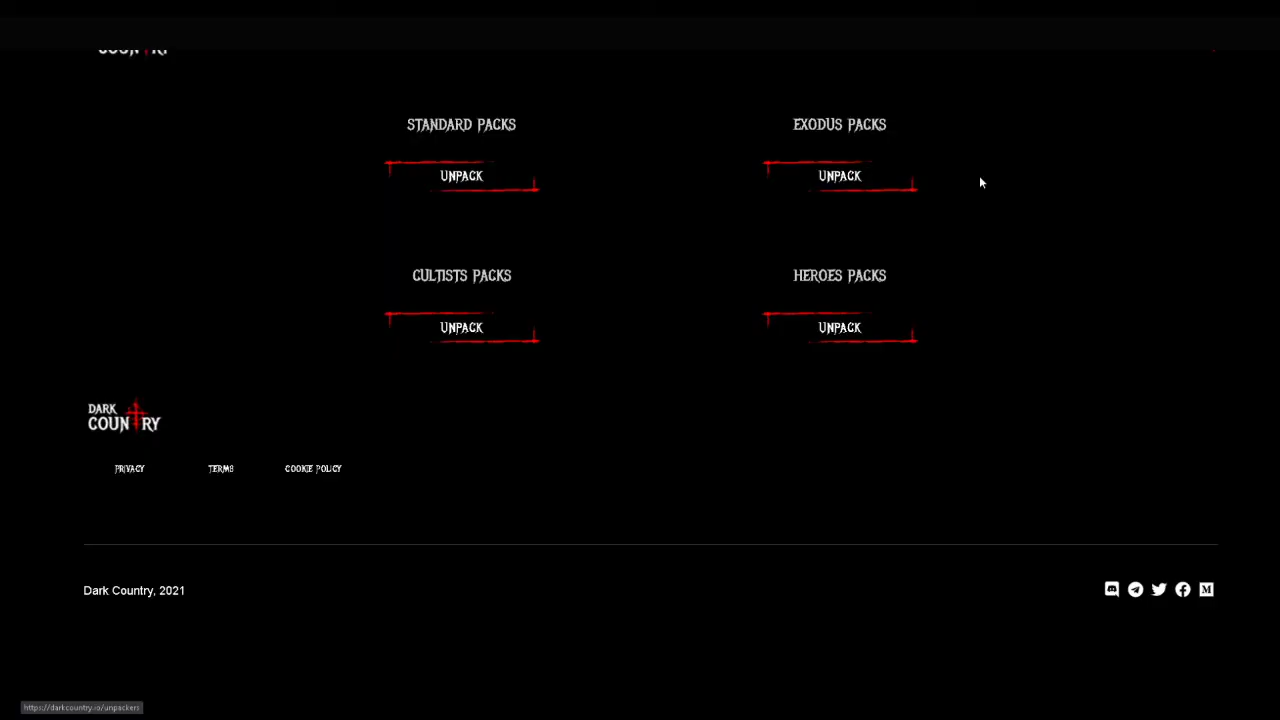 STANDARD PACKS
EXODUS PACKS
UNPACK
UNPACK
CULTISTS PACKS
HEROES PACKS
UNPACK
UNPACK
DARK
COUNTRY
PRIVACY
TERMS
COOKIE POLICY
Dark Country, 2021
https://darkcountry.io/unpackers